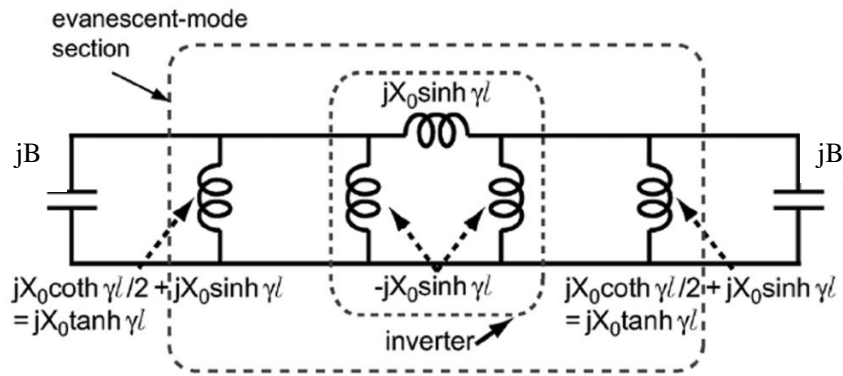 evanescent-mode
section
jX₀sinh γl
jB
jB
jX₀coth γl/2 + jX₀sinh γl
= jX₀tanh γl
-jX₀sinh γl
jX₀coth γl/2 + jX₀sinh γl
= jX₀tanh γl
inverter